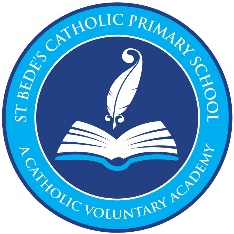 ST BEDE'S CATHOLIC PRIMARY SCHOOL
A CATHOLIC VOLUNTARY ACADEMY